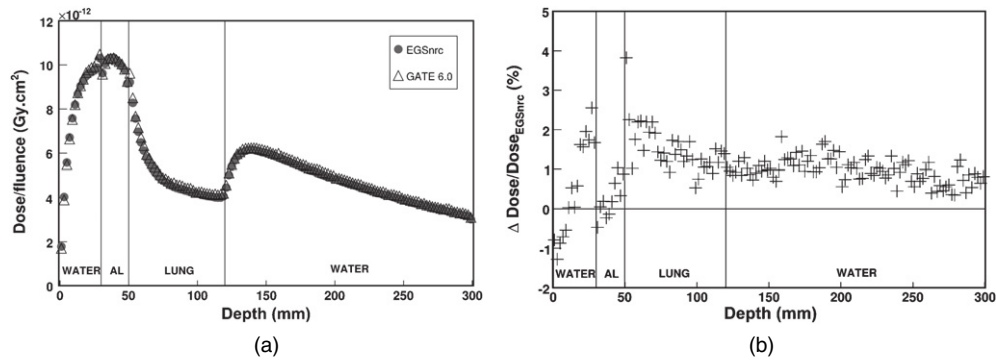 ×10⁻¹²
12
10
8
6
4
2
0
Dose/fluence (Gy.cm²)
EGSnrc
GATE 6.0
WATER AL LUNG WATER
0 50 100 150 200 250 300
Depth (mm)
(a)
5
4
3
2
1
0
-1
-2
Δ Dose/Dose_EGSnrc (%)
WATER AL LUNG WATER
0 50 100 150 200 250 300
Depth (mm)
(b)